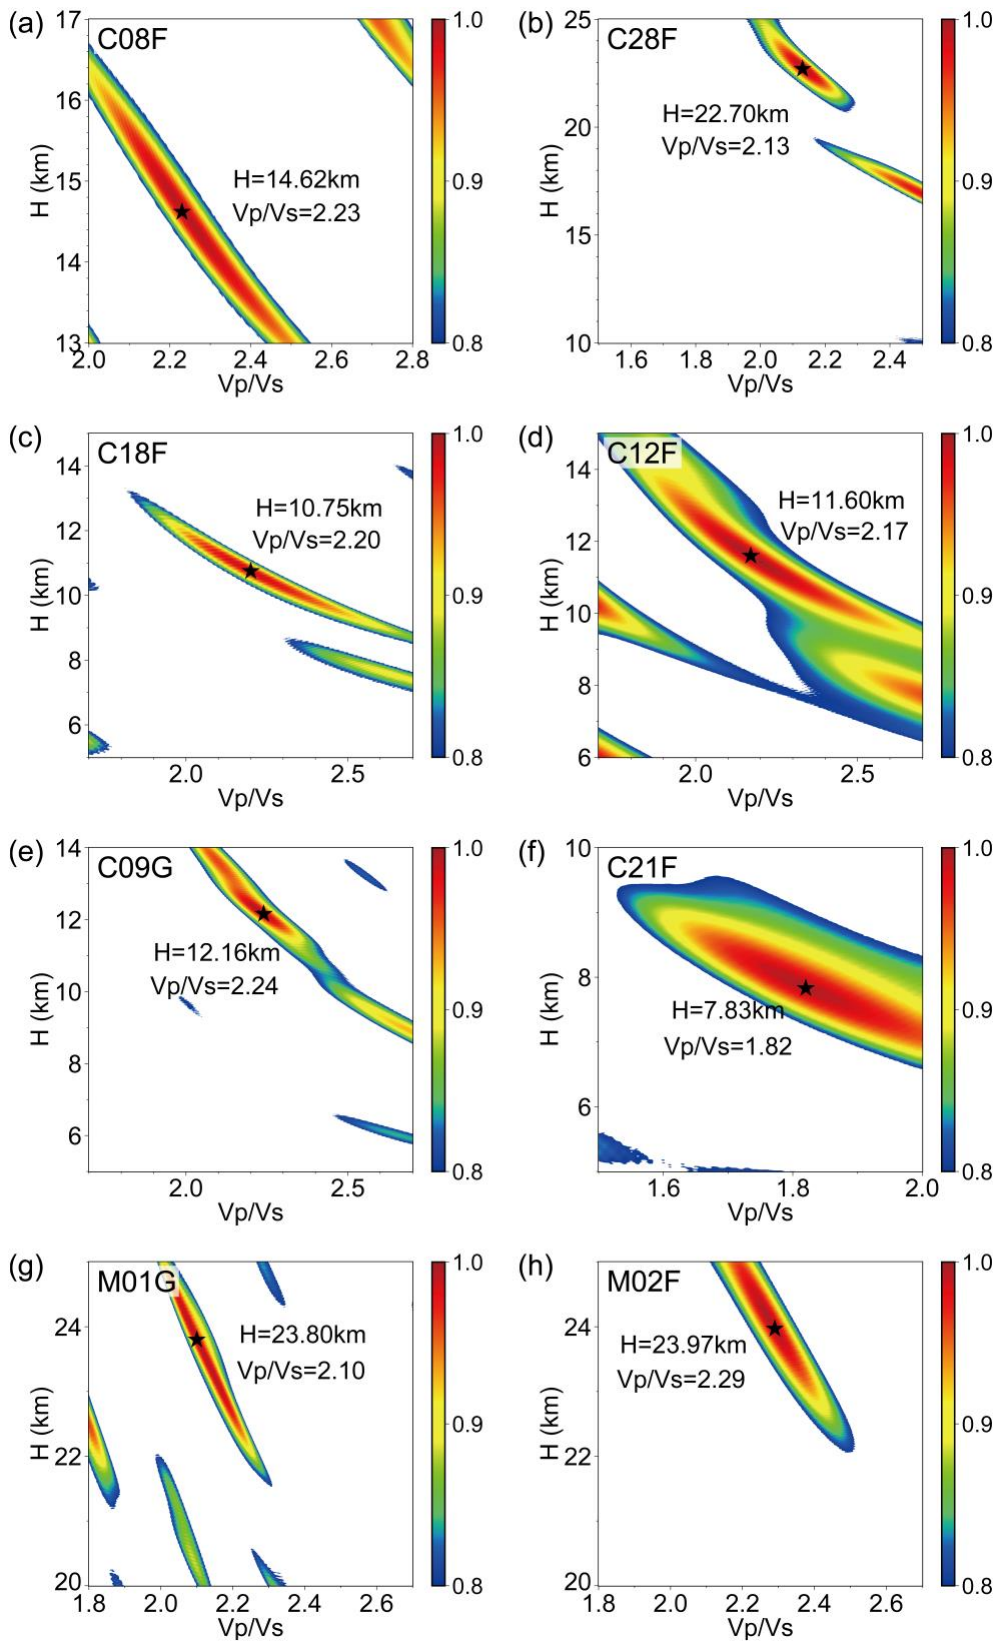 (a)
C08F
17
16
15
14
13
H (km)
H=14.62km
Vp/Vs=2.23
2.0 2.2 2.4 2.6 2.8
Vp/Vs
1.0
0.9
0.8
(b)
C28F
25
20
15
10
H (km)
H=22.70km
Vp/Vs=2.13
1.6 1.8 2.0 2.2 2.4
Vp/Vs
1.0
0.9
0.8
(c)
C18F
14
12
10
8
6
H (km)
H=10.75km
Vp/Vs=2.20
2.0 2.5
Vp/Vs
1.0
0.9
0.8
(d)
C12F
14
12
10
8
6
H (km)
H=11.60km
Vp/Vs=2.17
2.0 2.5
Vp/Vs
1.0
0.9
0.8
(e)
C09G
14
12
10
8
6
H (km)
H=12.16km
Vp/Vs=2.24
2.0 2.5
Vp/Vs
1.0
0.9
0.8
(f)
C21F
10
8
6
H (km)
H=7.83km
Vp/Vs=1.82
1.6 1.8 2.0
Vp/Vs
1.0
0.9
0.8
(g)
M01G
24
22
20
H (km)
H=23.80km
Vp/Vs=2.10
1.8 2.0 2.2 2.4 2.6
Vp/Vs
1.0
0.9
0.8
(h)
M02F
24
22
20
H (km)
H=23.97km
Vp/Vs=2.29
1.8 2.0 2.2 2.4 2.6
Vp/Vs
1.0
0.9
0.8